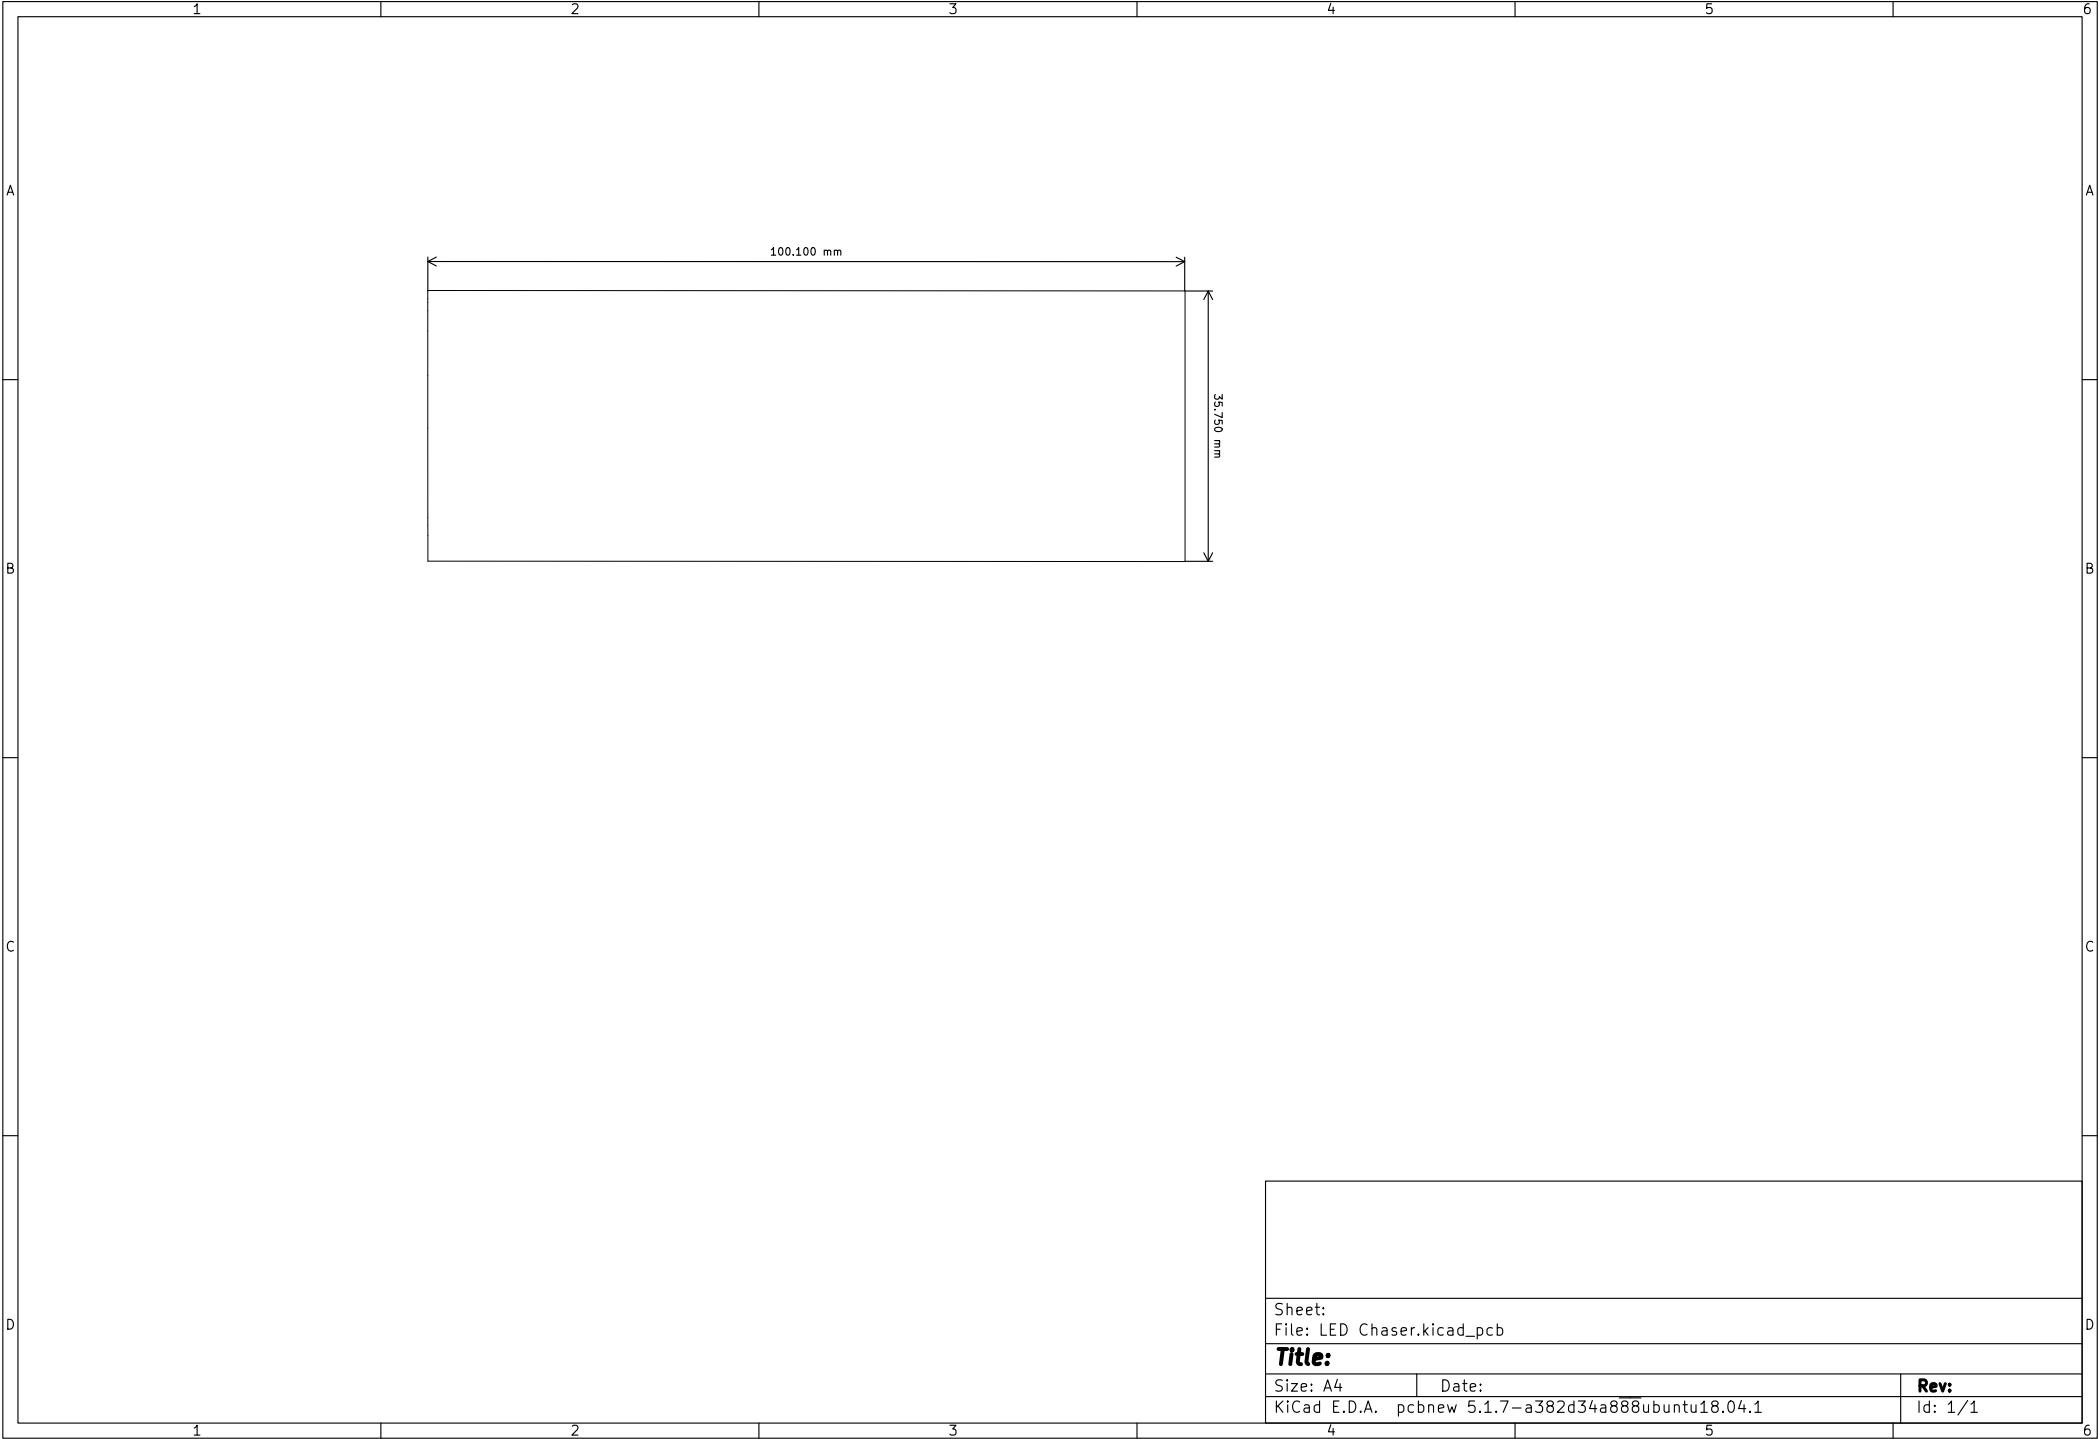 1 2 3 4 5 6
A A
100.100 mm
35.750 mm
B B
C C
Sheet:
File: LED Chaser.kicad_pcb
D D
Title:
Size: A4 Date: Rev:
KiCad E.D.A. pcbnew 5.1.7-a382d34a888ubuntu18.04.1 Id: 1/1
1 2 3 4 5 6